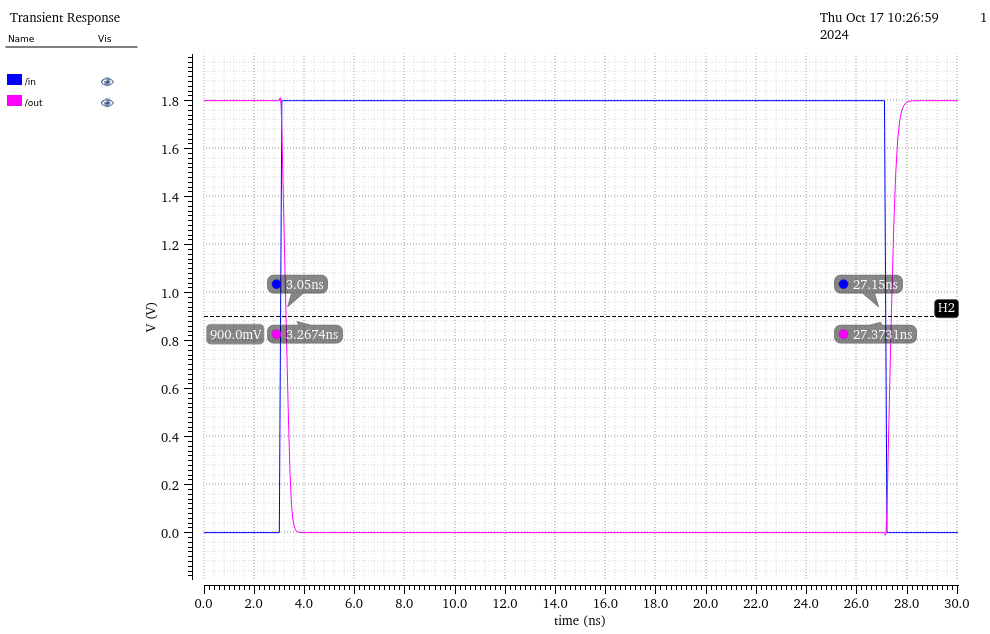 Transient Response
Thu Oct 17 10:26:59 1
2024
Name Vis
/in
/out
1.8
1.6
1.4
1.2
1.0
0.8
0.6
0.4
0.2
0.0
V (V)
3.05ns
27.15ns
H2
900.0mV
3.2674ns
27.3731ns
0.0 2.0 4.0 6.0 8.0 10.0 12.0 14.0 16.0 18.0 20.0 22.0 24.0 26.0 28.0 30.0
time (ns)